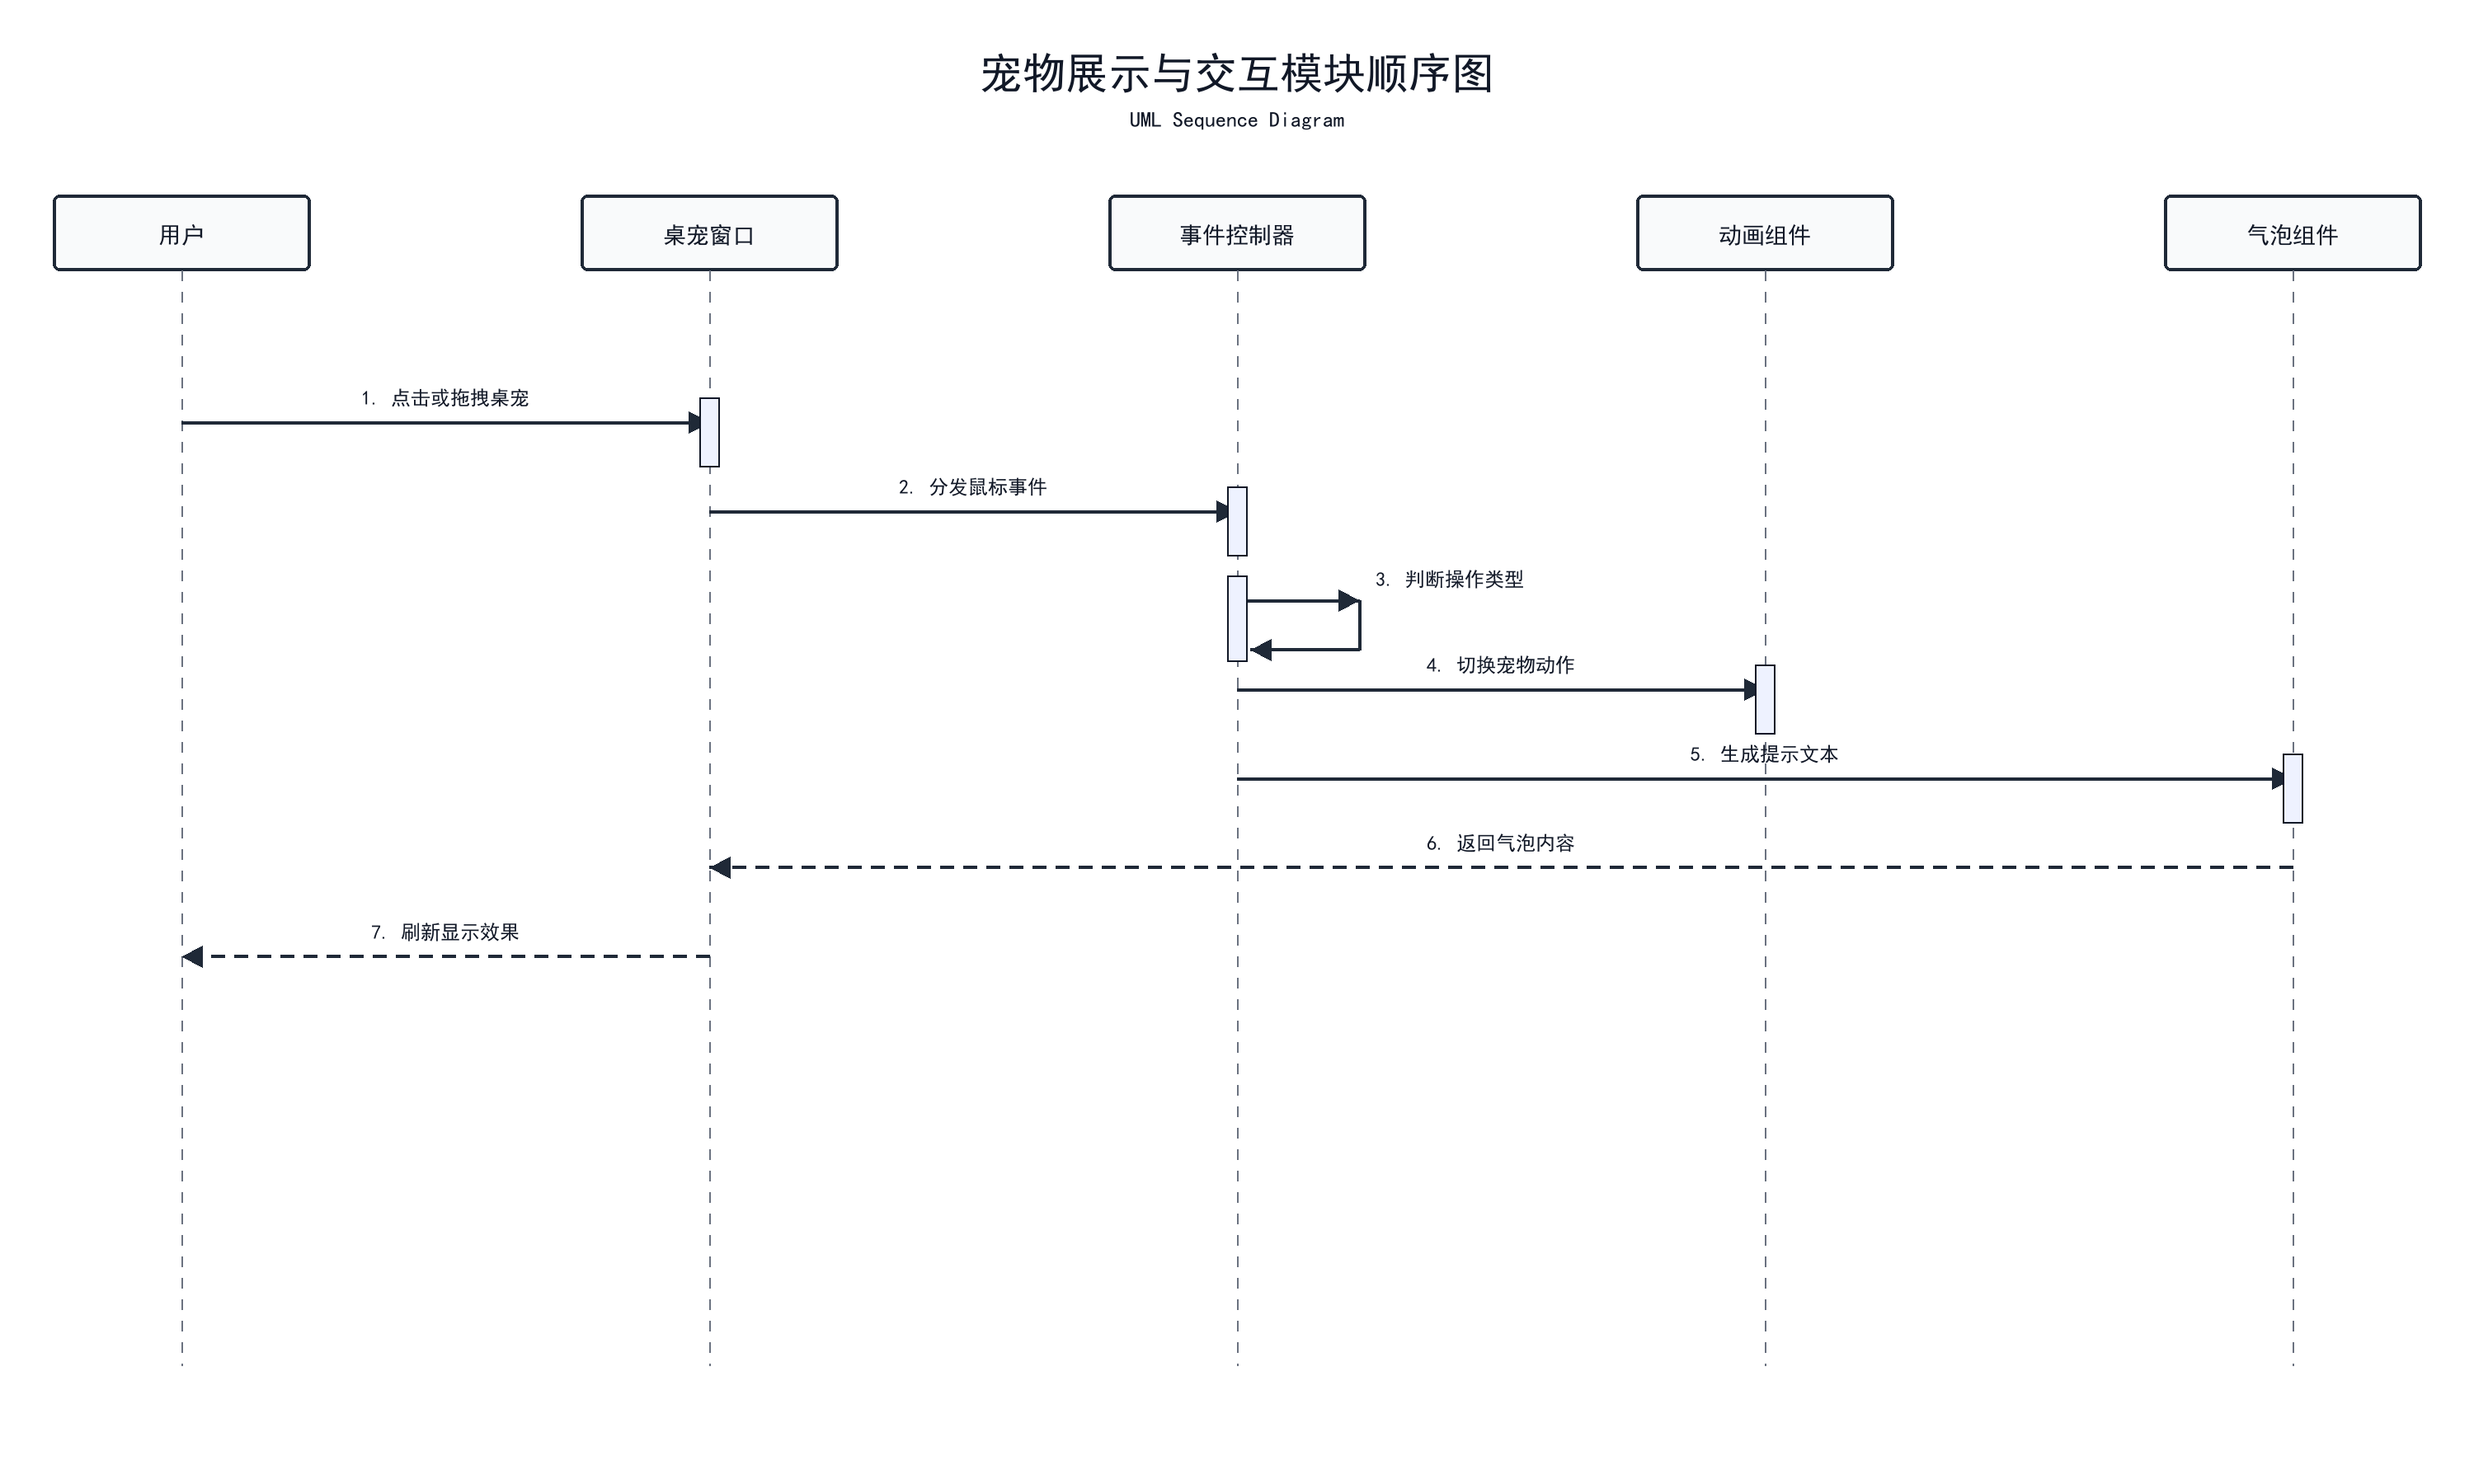 宠物展示与交互模块顺序图
UML Sequence Diagram
用户
桌宠窗口
事件控制器
动画组件
气泡组件
1. 点击或拖拽桌宠
2. 分发鼠标事件
3. 判断操作类型
4. 切换宠物动作
5. 生成提示文本
6. 返回气泡内容
7. 刷新显示效果